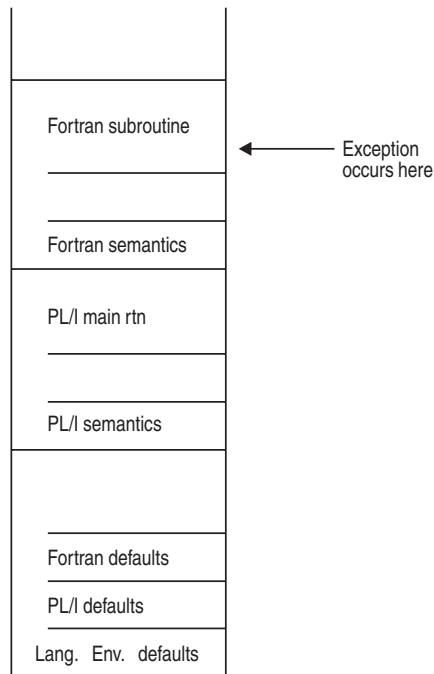 Fortran subroutine
Exception
occurs here
Fortran semantics
PL/I main rtn
PL/I semantics
Fortran defaults
PL/I defaults
Lang. Env. defaults